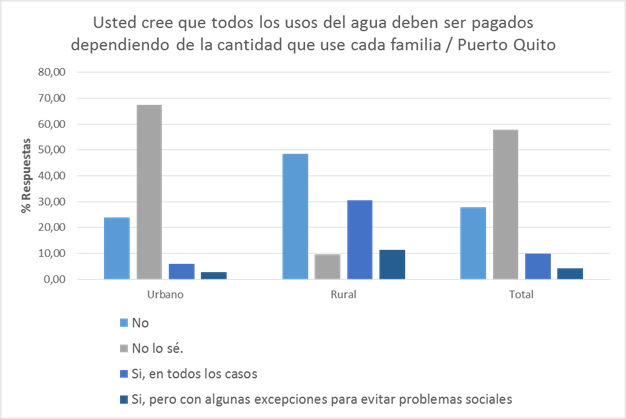 Usted cree que todos los usos del agua deben ser pagados
dependiendo de la cantidad que use cada familia / Puerto Quito
80,00
70,00
60,00
50,00
40,00
30,00
20,00
10,00
0,00
% Respuestas
Urbano
Rural
Total
No
No lo sé.
Si, en todos los casos
Si, pero con algunas excepciones para evitar problemas sociales